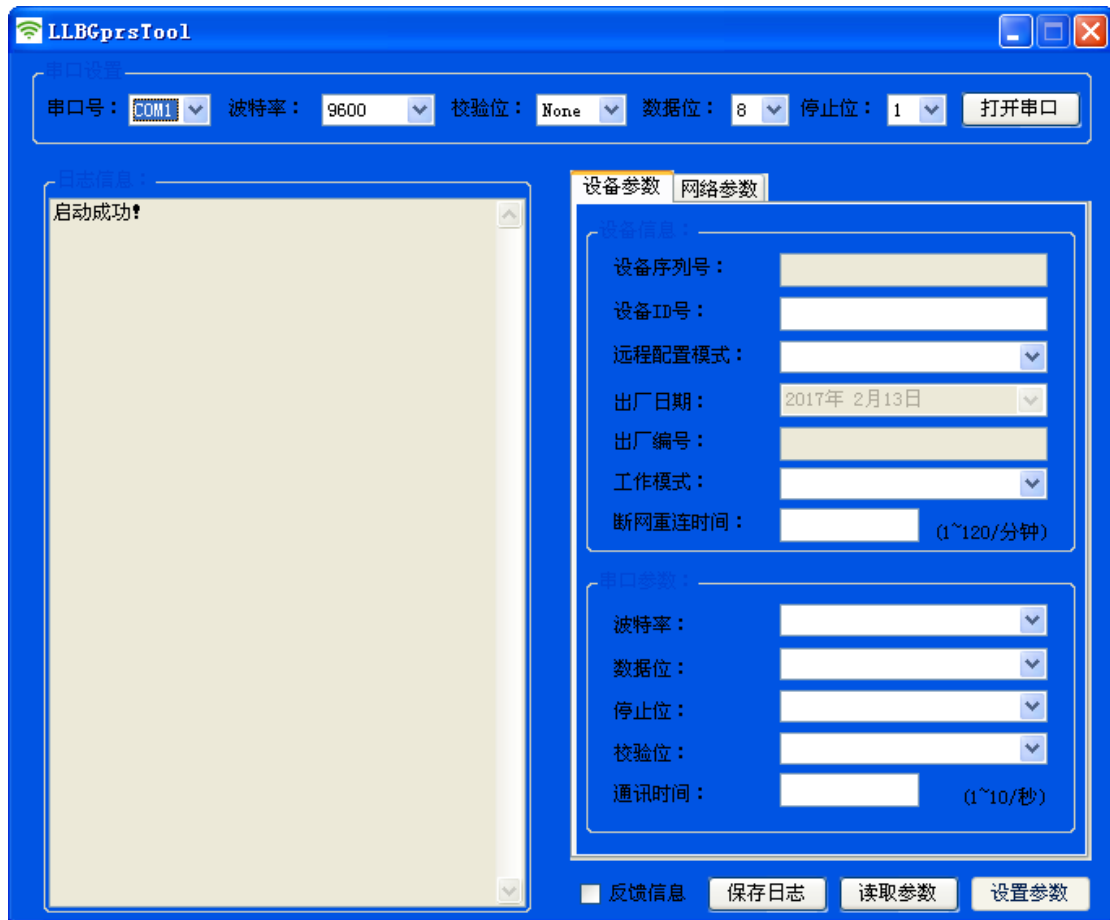 LLBGprsTool
串口设置
串口号： COM1 波特率： 9600 校验位： None 数据位： 8 停止位： 1 打开串口
日志信息：
启动成功!
设备参数 网络参数
设备信息：
设备序列号：
设备ID号：
远程配置模式：
出厂日期： 2017年 2月13日
出厂编号：
工作模式：
断网重连时间： (1~120/分钟)
串口参数：
波特率：
数据位：
停止位：
校验位：
通讯时间： (1~10/秒)
反馈信息 保存日志 读取参数 设置参数